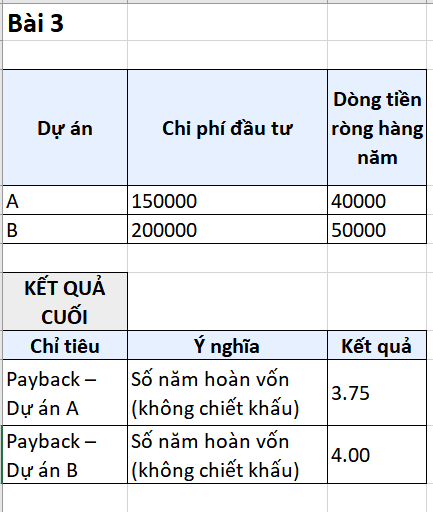 Bài 3
Dự án
Chi phí đầu tư
Dòng tiền
ròng hàng
năm
A 150000 40000
B 200000 50000
KẾT QUẢ
CUỐI
Chỉ tiêu Ý nghĩa Kết quả
Payback –
Dự án A
Số năm hoàn vốn
(không chiết khấu)
3.75
Payback –
Dự án B
Số năm hoàn vốn
(không chiết khấu)
4.00